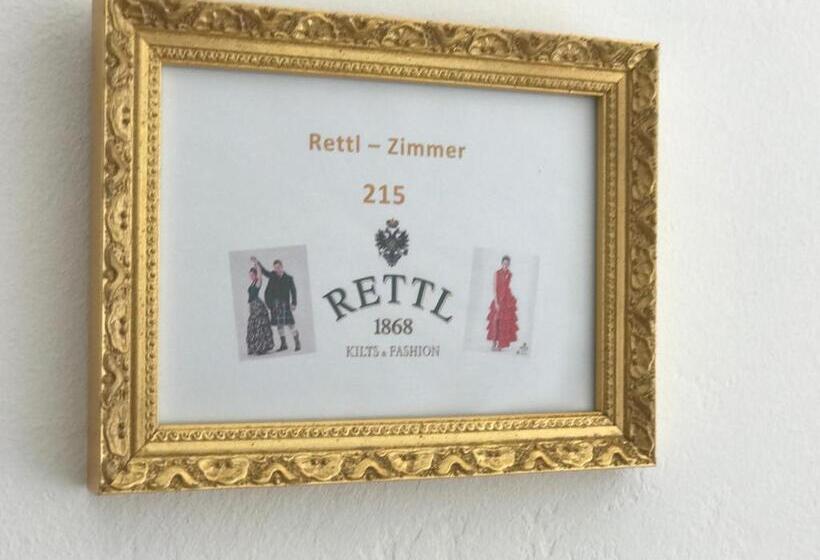 Rettl – Zimmer
215
RETTL
1868
KILTS & FASHION